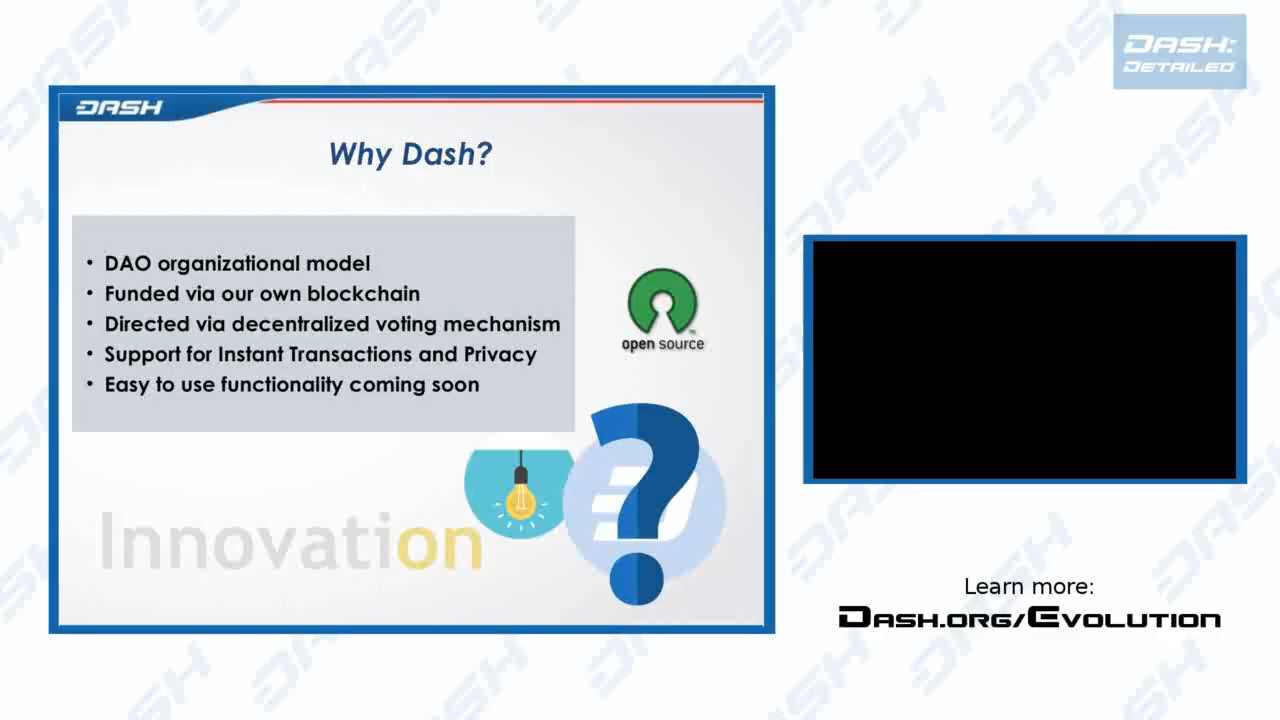 Dash:
Detailed
DASH
Why Dash?
• DAO organizational model
• Funded via our own blockchain
• Directed via decentralized voting mechanism
• Support for Instant Transactions and Privacy
• Easy to use functionality coming soon
open source
Innovation
?
Learn more:
Dash.org/Evolution